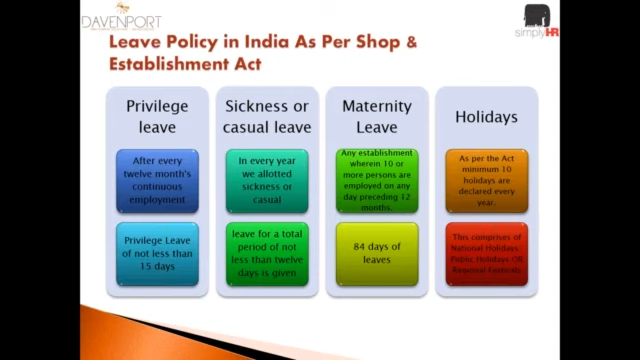 DAVENPORT
simplyHR
Leave Policy in India As Per Shop &
Establishment Act
Privilege
leave
After every
twelve month's
continuous
employment
Privilege Leave
of not less than
15 days
Sickness or
casual leave
In every year
we allotted
sickness or
casual
leave for a total
period of not
less than twelve
days is given
Maternity
Leave
Any establishment
wherein 10 or
more persons are
employed on any
day preceding 12
months.
84 days of
leaves
Holidays
As per the Act
minimum 10
holidays are
declared every
year.
This comprises of
National Holidays,
Public Holidays OR
Regional Festivals